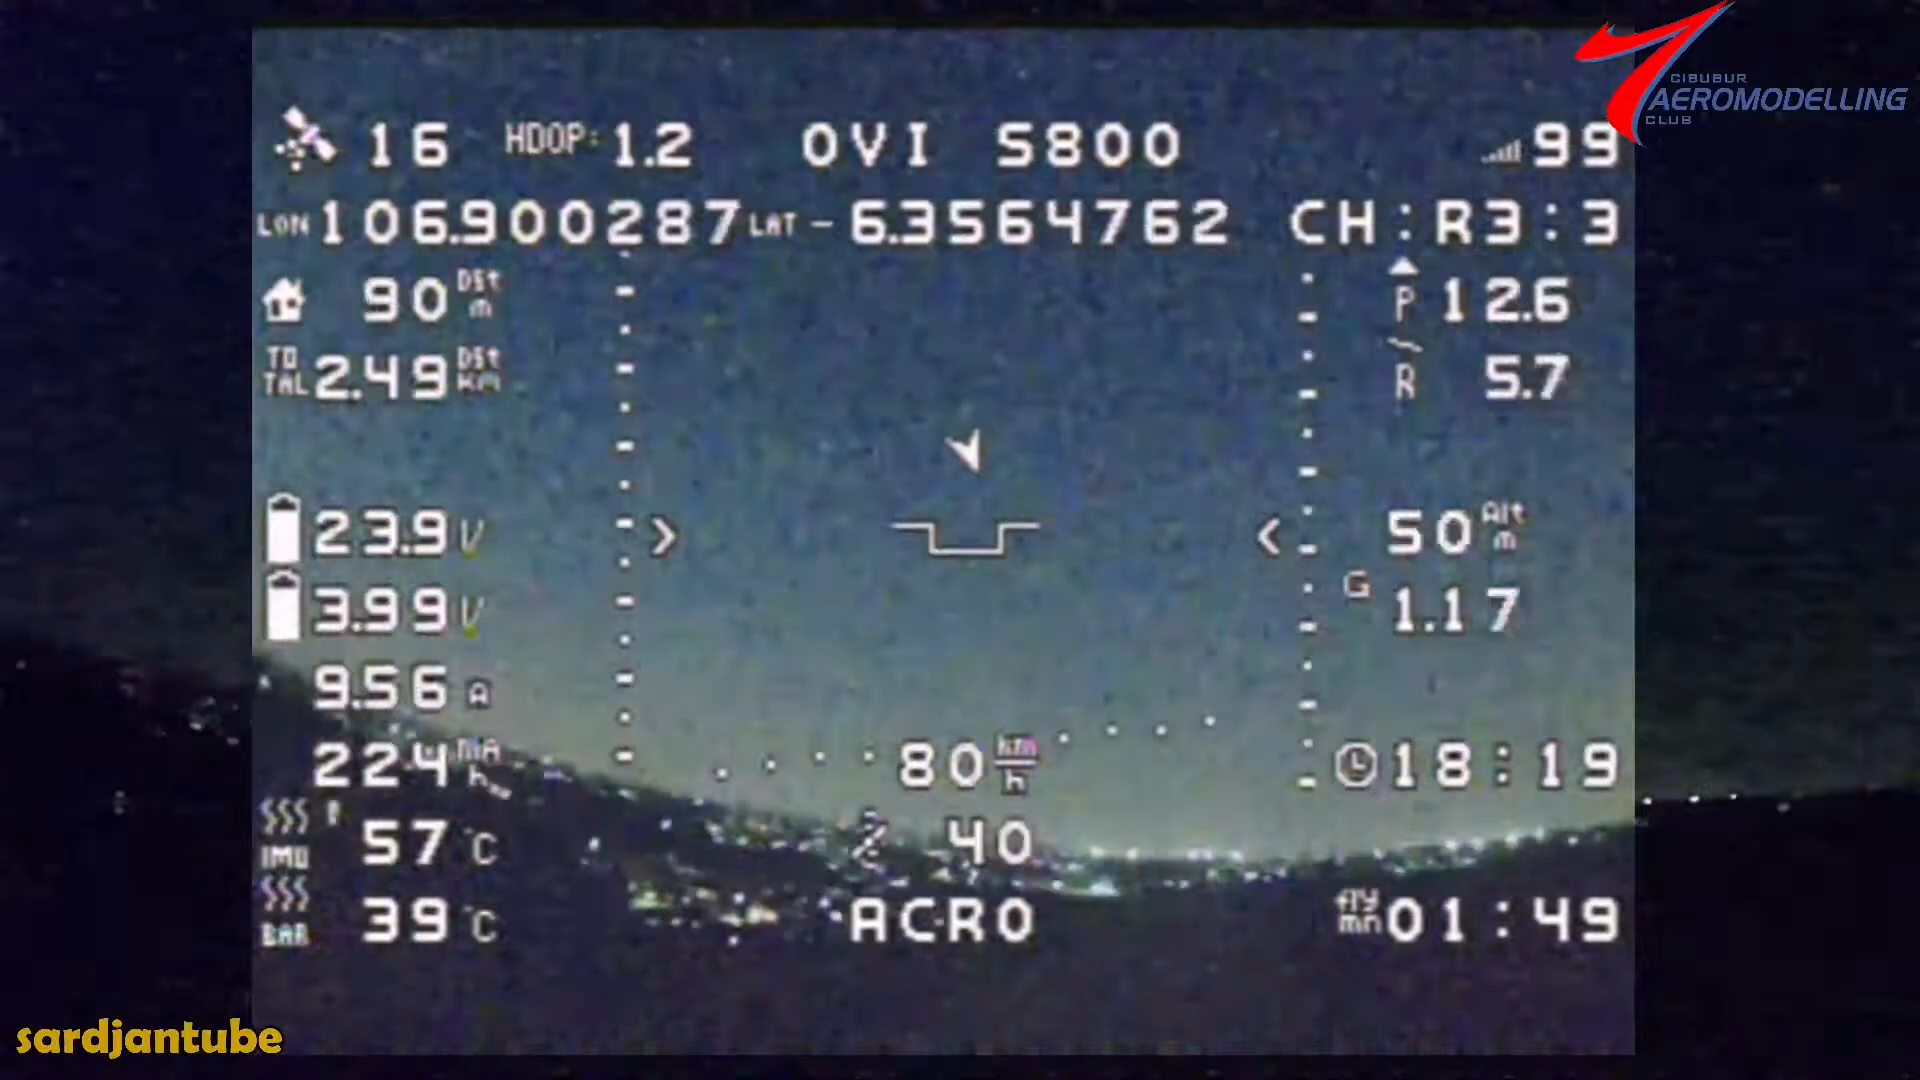 CIBUBUR
AEROMODELLING
CLUB
16 HDOP: 1.2 OVI S800 99
LON 106.900287 LAT -6.3564762 CH:R3:3
90 Dst m P 12.6
TO TAL 2.49 Dst km R 5.7
23.9 V 50 Alt m
3.99 V G 1.17
9.56 A
224 mA h 80 km/h 18:19
IMU 57 °C 40
BAR 39 °C ACRO fly mn 01:49
sardjantube